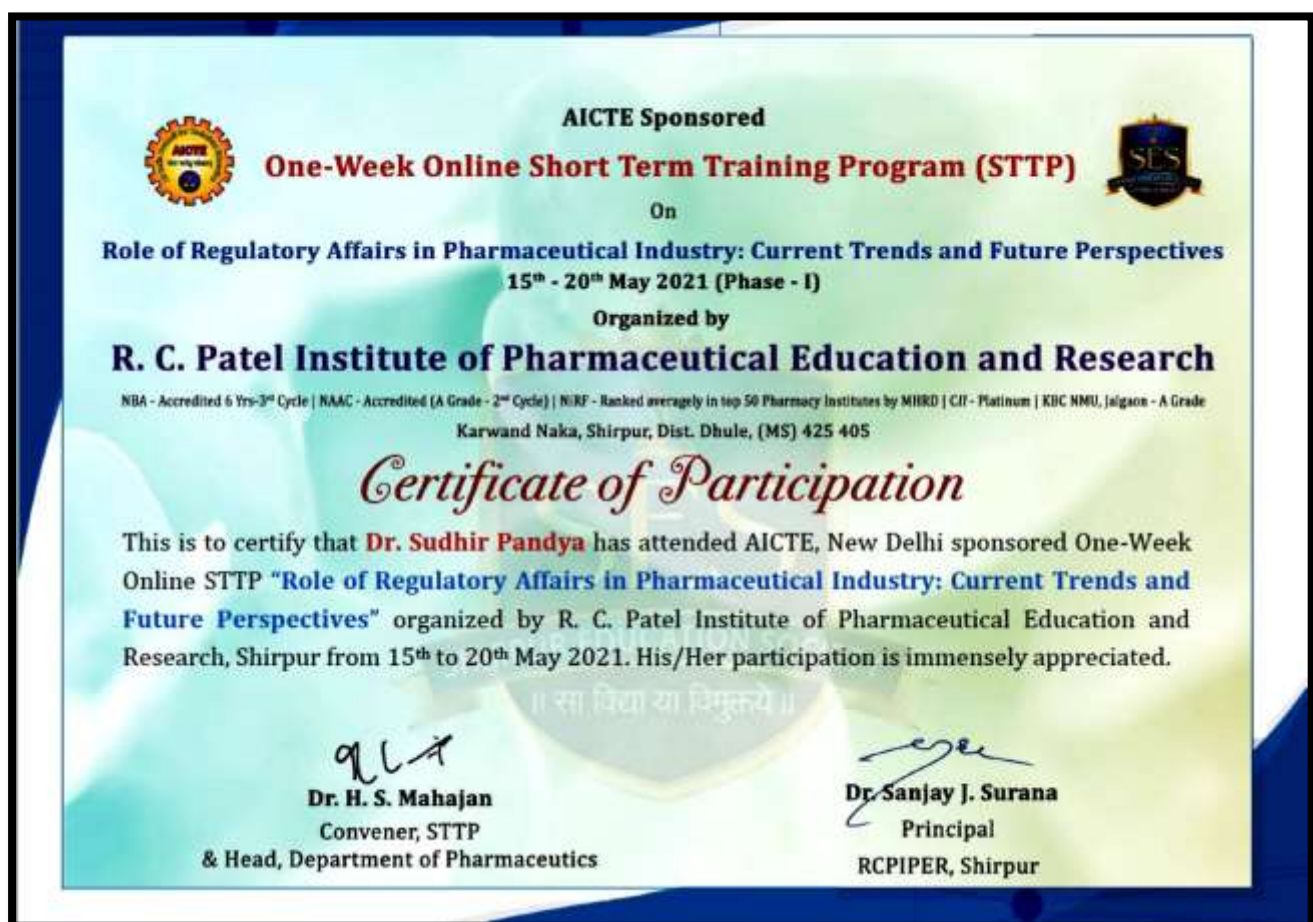 AICTE Sponsored
AICTE
SES
One-Week Online Short Term Training Program (STTP)
On
Role of Regulatory Affairs in Pharmaceutical Industry: Current Trends and Future Perspectives
15th - 20th May 2021 (Phase - I)
Organized by
R. C. Patel Institute of Pharmaceutical Education and Research
NBA - Accredited 6 Yrs-3rd Cycle | NAAC - Accredited (A Grade - 2nd Cycle) | NIRF - Ranked averagely in top 50 Pharmacy Institutes by MHRD | CII - Platinum | KBC NMU, Jalgaon - A Grade
Karwand Naka, Shirpur, Dist. Dhule, (MS) 425 405
Certificate of Participation
This is to certify that Dr. Sudhir Pandya has attended AICTE, New Delhi sponsored One-Week
Online STTP "Role of Regulatory Affairs in Pharmaceutical Industry: Current Trends and
Future Perspectives" organized by R. C. Patel Institute of Pharmaceutical Education and
Research, Shirpur from 15th to 20th May 2021. His/Her participation is immensely appreciated.
EDUCATION
॥ सा विद्या या विमुक्तये ॥
Dr. H. S. Mahajan
Convener, STTP
& Head, Department of Pharmaceutics
Dr. Sanjay J. Surana
Principal
RCPIPER, Shirpur